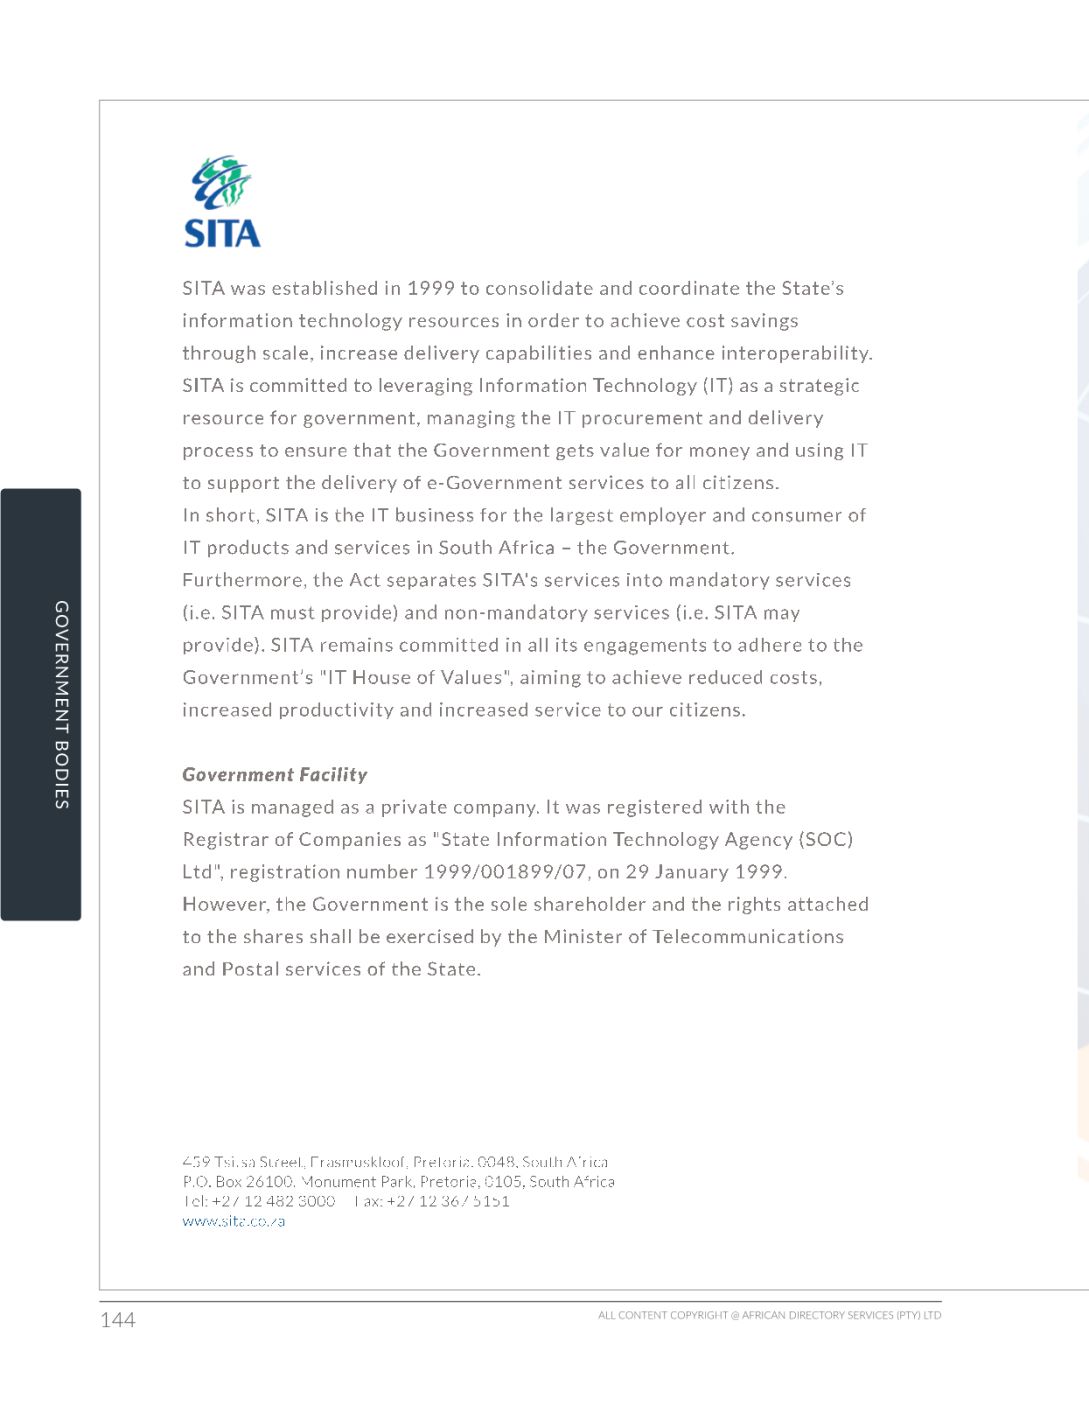 SITA
SITA was established in 1999 to consolidate and coordinate the State’s
information technology resources in order to achieve cost savings
through scale, increase delivery capabilities and enhance interoperability.
SITA is committed to leveraging Information Technology (IT) as a strategic
resource for government, managing the IT procurement and delivery
process to ensure that the Government gets value for money and using IT
to support the delivery of e-Government services to all citizens.
In short, SITA is the IT business for the largest employer and consumer of
IT products and services in South Africa – the Government.
Furthermore, the Act separates SITA's services into mandatory services
(i.e. SITA must provide) and non-mandatory services (i.e. SITA may
provide). SITA remains committed in all its engagements to adhere to the
Government’s "IT House of Values", aiming to achieve reduced costs,
increased productivity and increased service to our citizens.
Government Facility
SITA is managed as a private company. It was registered with the
Registrar of Companies as "State Information Technology Agency (SOC)
Ltd", registration number 1999/001899/07, on 29 January 1999.
However, the Government is the sole shareholder and the rights attached
to the shares shall be exercised by the Minister of Telecommunications
and Postal services of the State.
459 Tsitsa Street, Erasmuskloof, Pretoria, 0048, South Africa
P.O. Box 26100, Monument Park, Pretoria, 0105, South Africa
Tel: +27 12 482 3000 Fax: +27 12 367 5151
www.sita.co.za
GOVERNMENT BODIES
144
ALL CONTENT COPYRIGHT @ AFRICAN DIRECTORY SERVICES (PTY) LTD